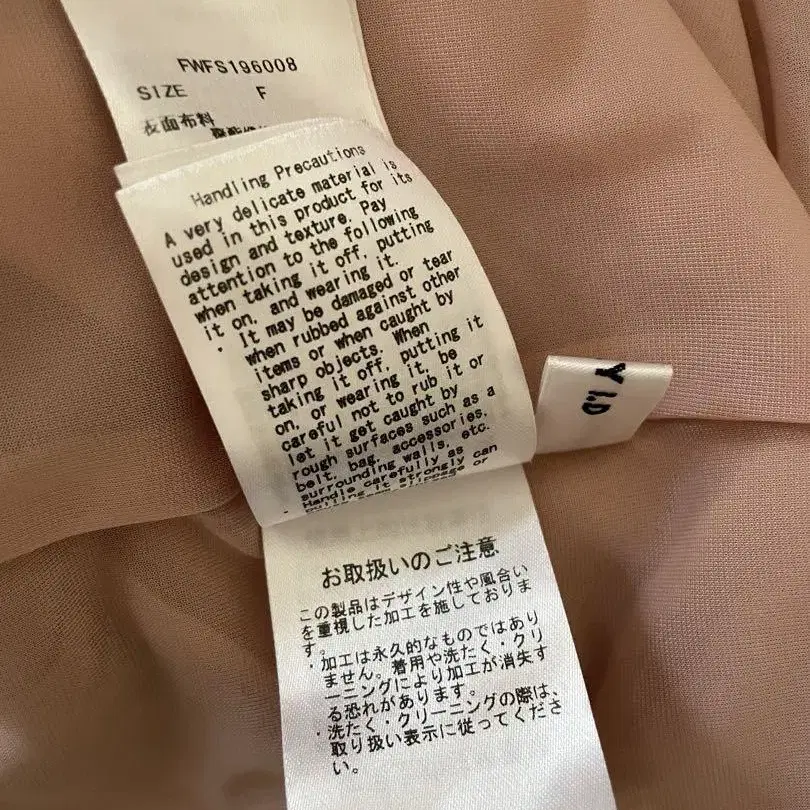 FWFS196008
SIZE F
表面布料
Handling Precautions
A very delicate material is
used in this product for its
design and texture. Pay
attention to the following
when taking it off, putting
it on, and wearing it.
・It may be damaged or tear
when rubbed against other
items or when caught by
sharp objects. When
taking it off, putting it
on, or wearing it, be
careful not to rub it or
let it get caught by
rough surfaces such as a
belt, bag, accessories,
surrounding walls, etc.
・Handle carefully as can
pulling it strongly or
Y I.D
お取扱いのご注意
この製品はデザイン性や風合い
を重視した加工を施しておりま
す。
・加工は永久的なものではあり
ません。着用や洗たく・クリ
ーニングにより加工が消失す
る恐れがあります。
・洗たく・クリーニングの際は、
取り扱い表示に従ってくださ
い。